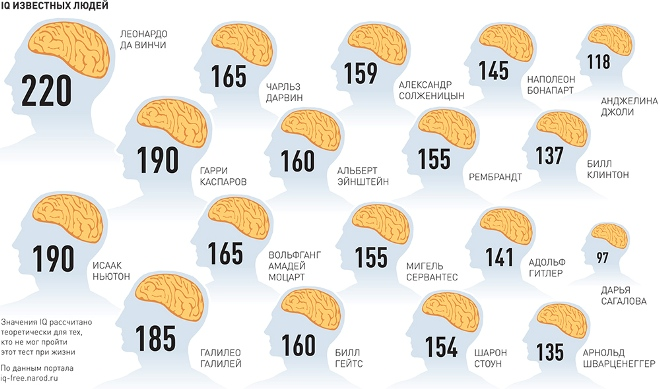 IQ ИЗВЕСТНЫХ ЛЮДЕЙ
220
ЛЕОНАРДО
ДА ВИНЧИ
165
ЧАРЛЬЗ
ДАРВИН
159
АЛЕКСАНДР
СОЛЖЕНИЦЫН
145
НАПОЛЕОН
БОНАПАРТ
118
АНДЖЕЛИНА
ДЖОЛИ
190
ГАРРИ
КАСПАРОВ
160
АЛЬБЕРТ
ЭЙНШТЕЙН
155
РЕМБРАНДТ
137
БИЛЛ
КЛИНТОН
190
ИСААК
НЬЮТОН
165
ВОЛЬФГАНГ
АМАДЕЙ
МОЦАРТ
155
МИГЕЛЬ
СЕРВАНТЕС
141
АДОЛЬФ
ГИТЛЕР
97
ДАРЬЯ
САГАЛОВА
185
ГАЛИЛЕО
ГАЛИЛЕЙ
160
БИЛЛ
ГЕЙТС
154
ШАРОН
СТОУН
135
АРНОЛЬД
ШВАРЦЕНЕГГЕР
Значения IQ рассчитано
теоретически для тех,
кто не мог пройти
этот тест при жизни
По данным портала
iq-free.narod.ru